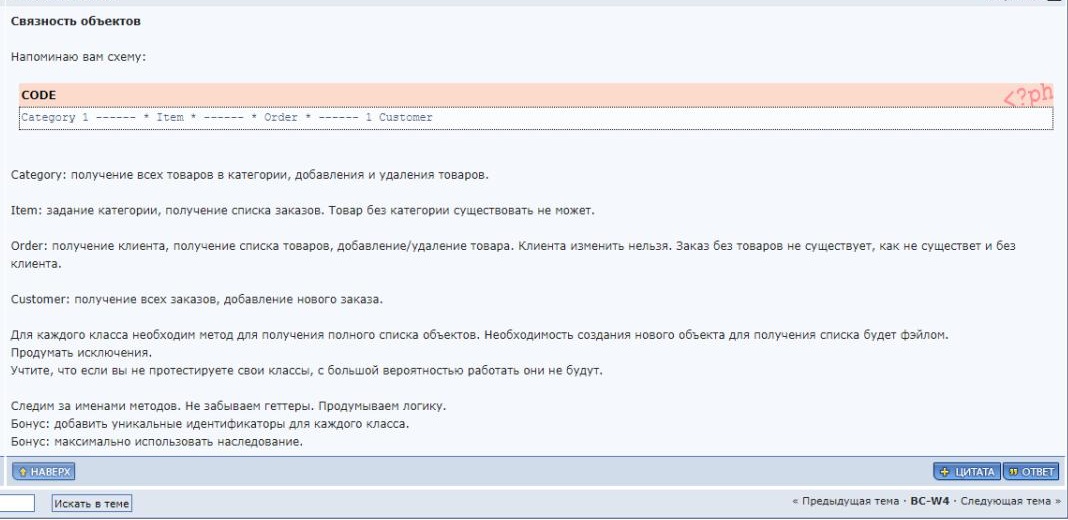 Связность объектов
Напоминаю вам схему:
CODE
<?ph
Category 1 ------ * Item * ------ * Order * ------ 1 Customer
Category: получение всех товаров в категории, добавления и удаления товаров.
Item: задание категории, получение списка заказов. Товар без категории существовать не может.
Order: получение клиента, получение списка товаров, добавление/удаление товара. Клиента изменить нельзя. Заказ без товаров не существует, как не существет и без
клиента.
Customer: получение всех заказов, добавление нового заказа.
Для каждого класса необходим метод для получения полного списка объектов. Необходимость создания нового объекта для получения списка будет фэйлом.
Продумать исключения.
Учтите, что если вы не протестируете свои классы, с большой вероятностью работать они не будут.
Следим за именами методов. Не забываем геттеры. Продумываем логику.
Бонус: добавить уникальные идентификаторы для каждого класса.
Бонус: максимально использовать наследование.
НАВЕРХ
ЦИТАТА
ОТВЕТ
Искать в теме
« Предыдущая тема · BC-W4 · Следующая тема »